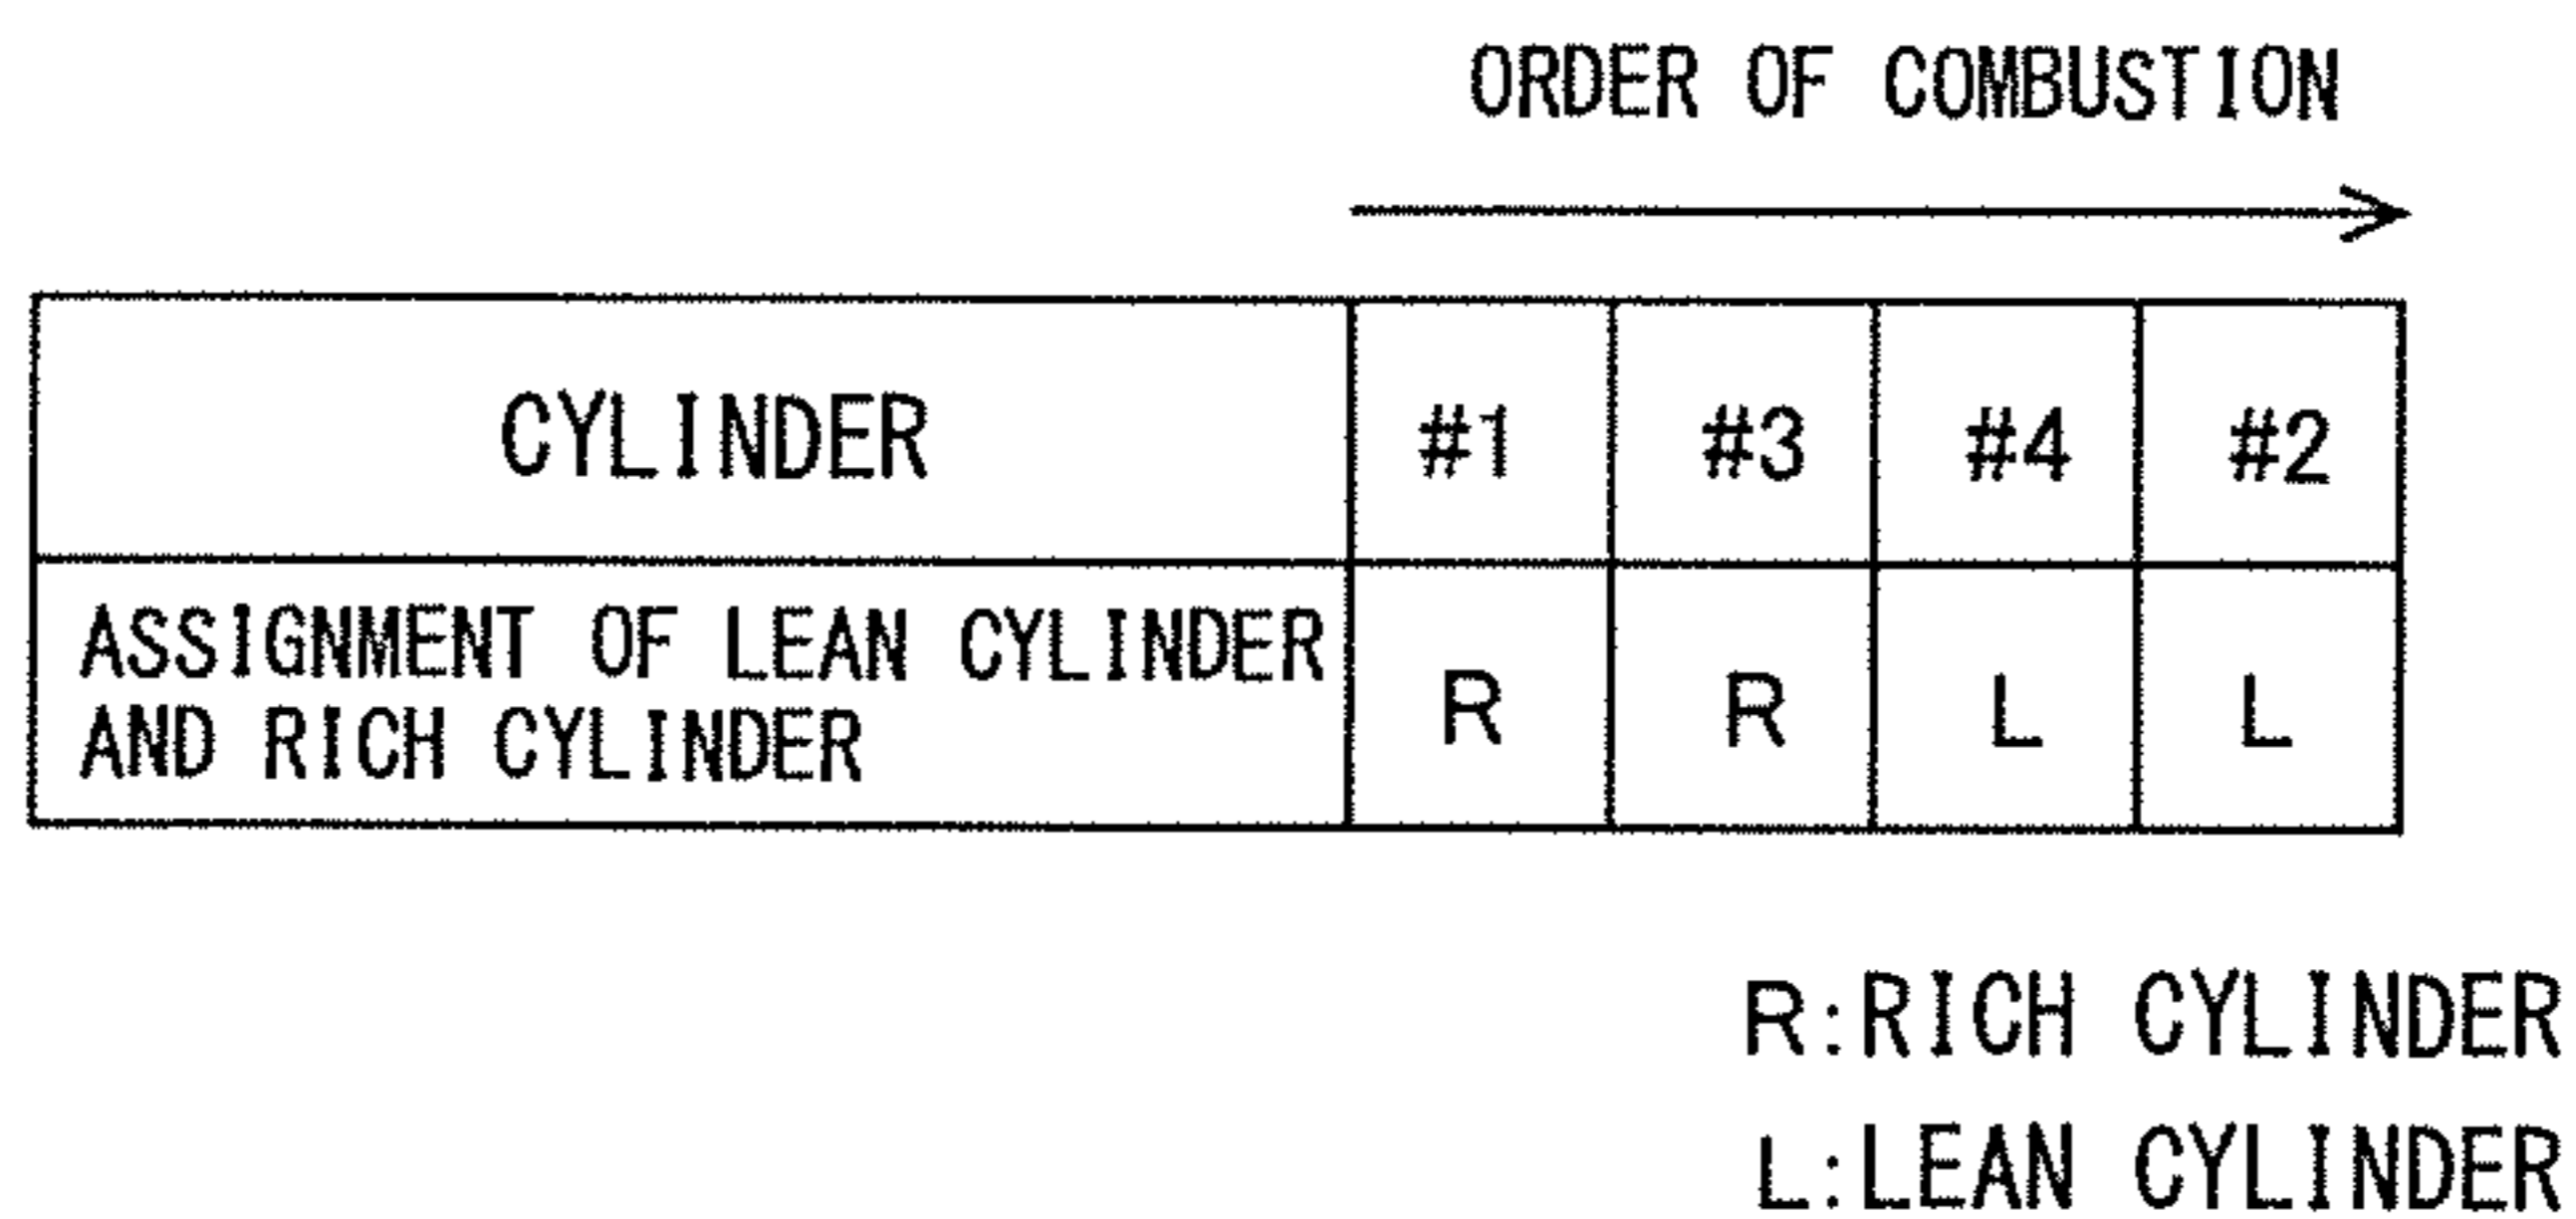 ORDER OF COMBUSTION
CYLINDER #1 #3 #4 #2
ASSIGNMENT OF LEAN CYLINDER
AND RICH CYLINDER R R L L
R:RICH CYLINDER
L:LEAN CYLINDER